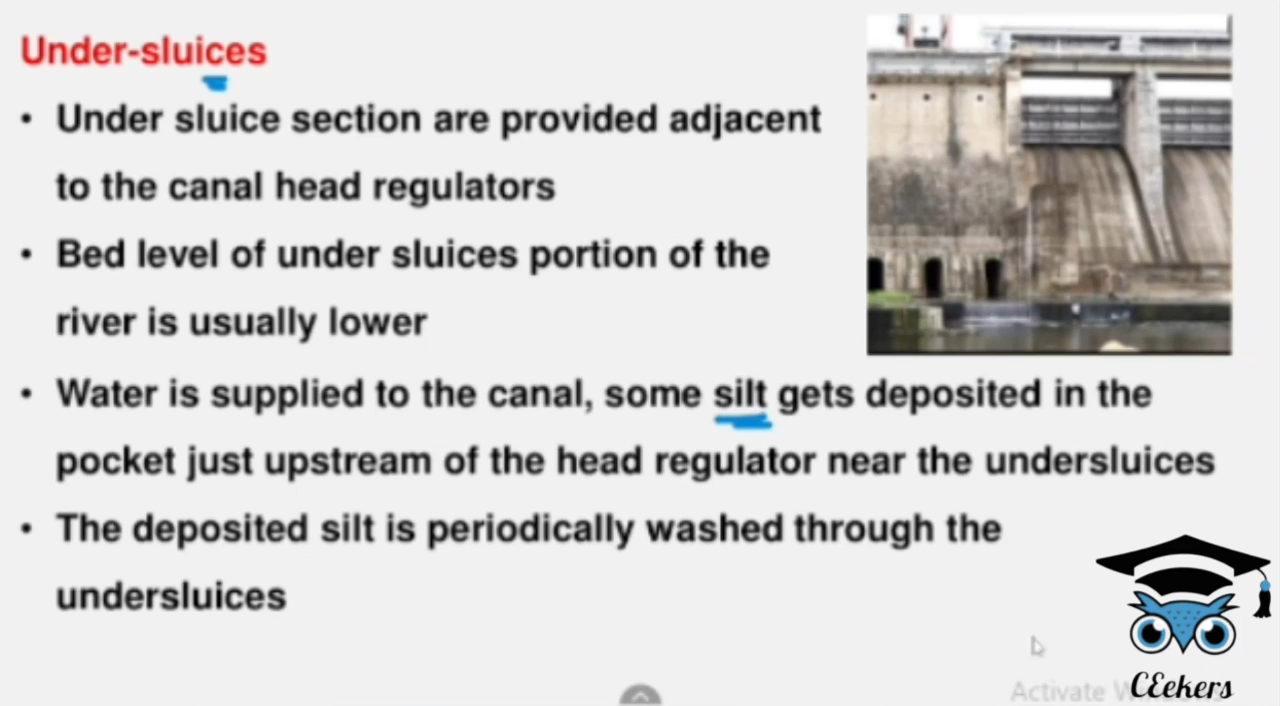 Under-sluices
• Under sluice section are provided adjacent
to the canal head regulators
• Bed level of under sluices portion of the
river is usually lower
• Water is supplied to the canal, some silt gets deposited in the
pocket just upstream of the head regulator near the undersluices
• The deposited silt is periodically washed through the
undersluices
Activate
CEekers